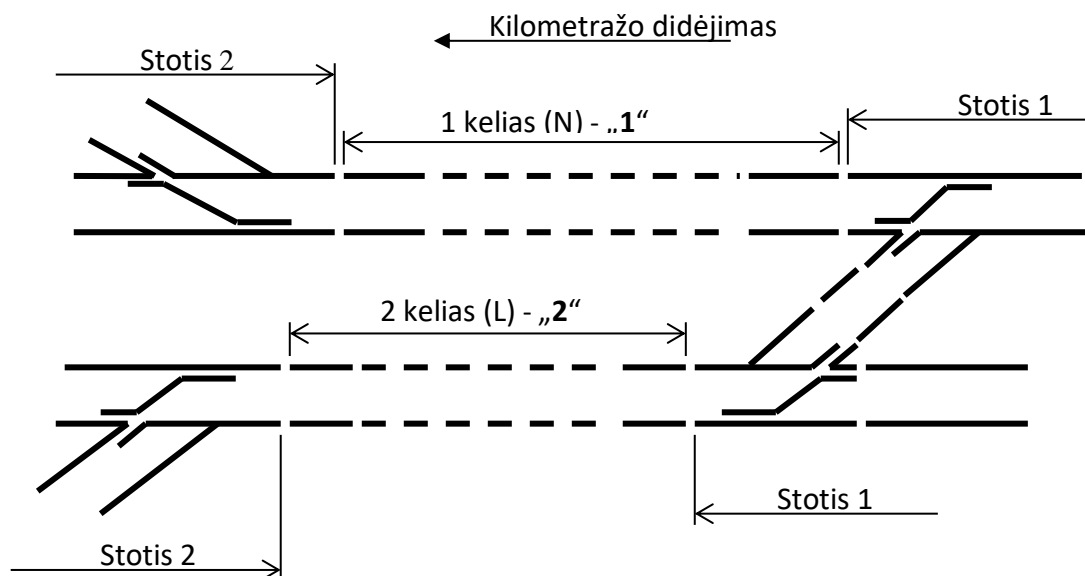 Kilometražo didėjimas
Stotis 2
Stotis 1
1 kelias (N) - „1“
2 kelias (L) - „2“
Stotis 1
Stotis 2